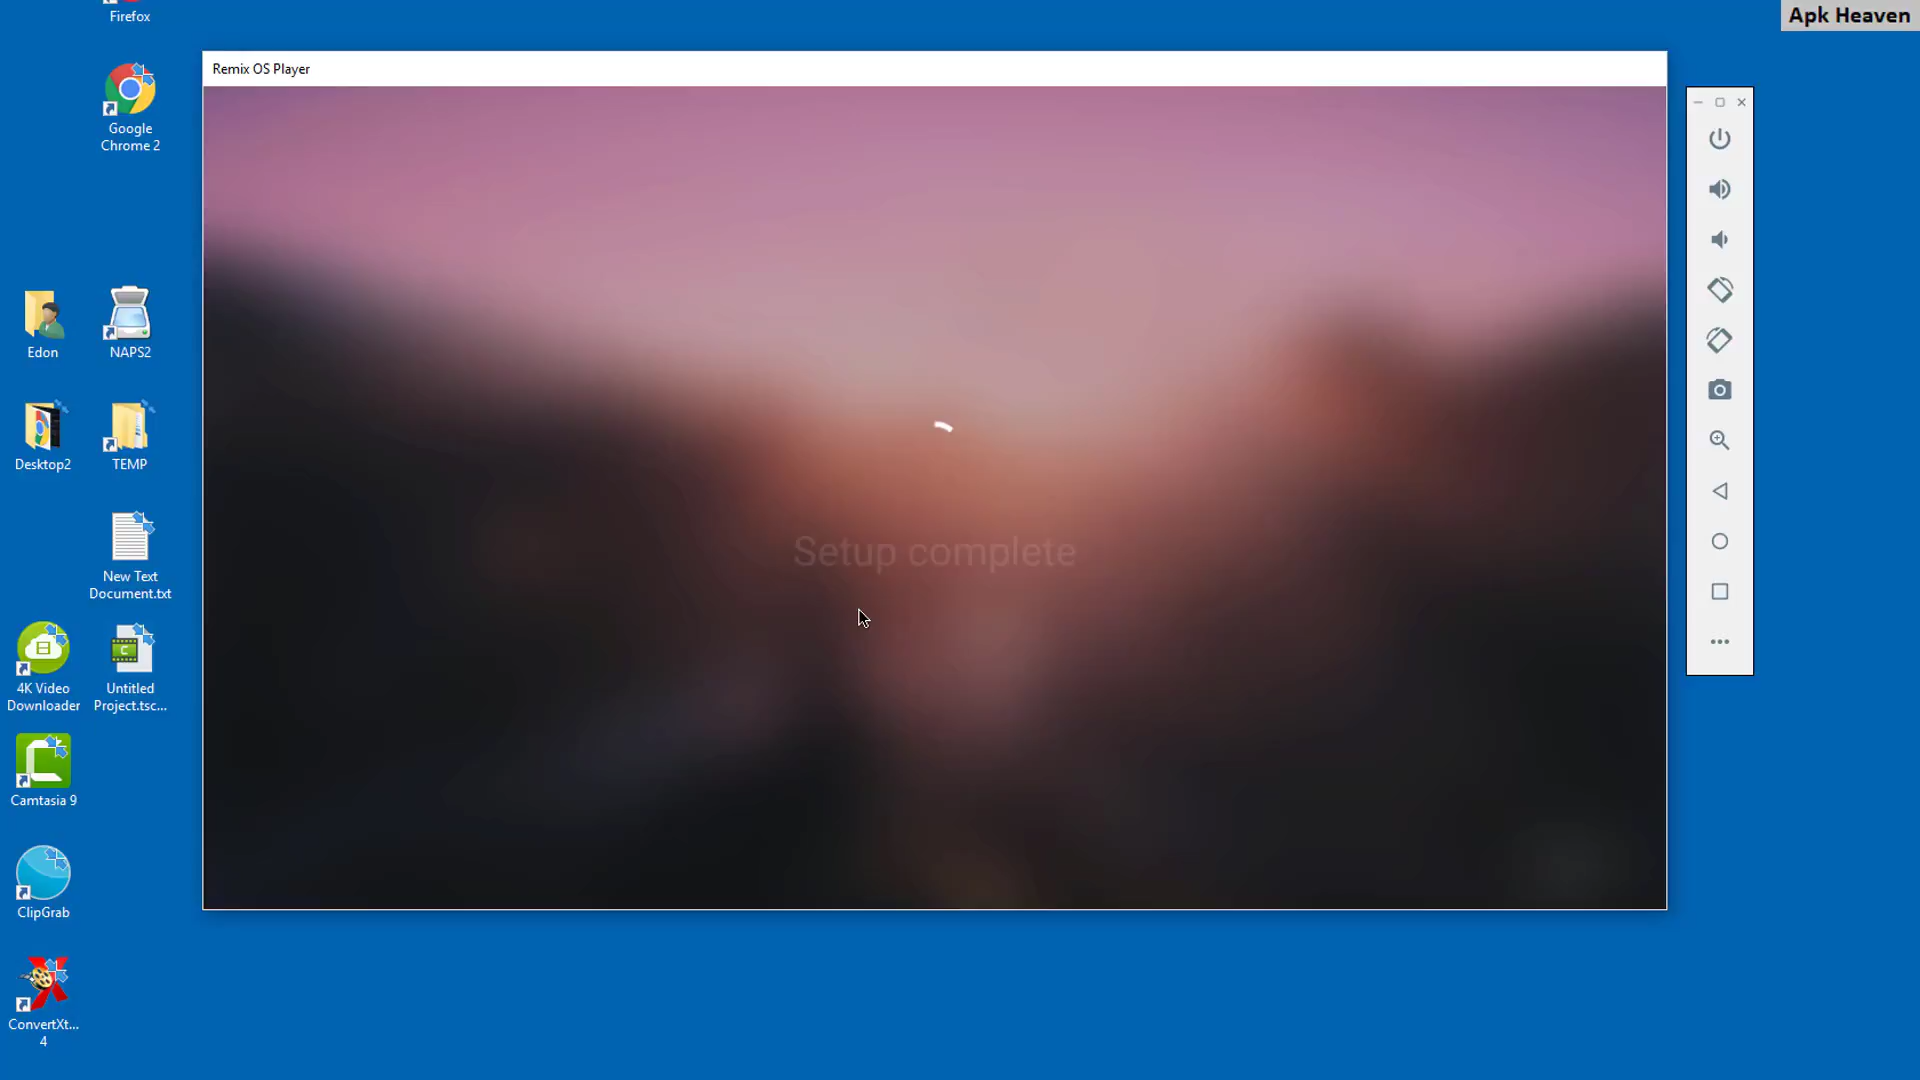 Apk Heaven
Firefox
Google
Chrome 2
Edon
NAPS2
Desktop2
TEMP
New Text
Document.txt
4K Video
Downloader
Untitled
Project.tsc...
Camtasia 9
ClipGrab
ConvertXt...
4
Remix OS Player
Setup complete